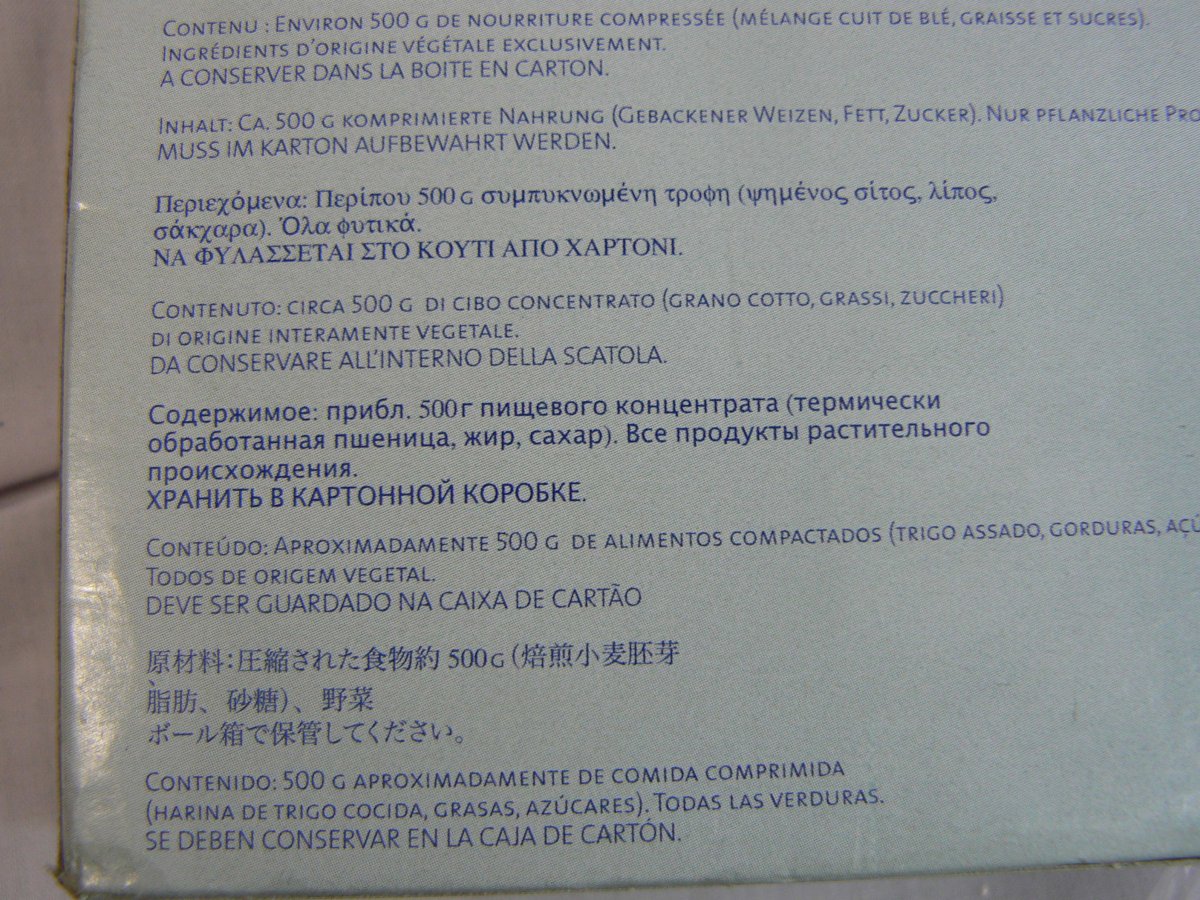 CONTENU : ENVIRON 500 G DE NOURRITURE COMPRESSÉE (MÉLANGE CUIT DE BLÉ, GRAISSE ET SUCRES).
INGRÉDIENTS D'ORIGINE VÉGÉTALE EXCLUSIVEMENT.
A CONSERVER DANS LA BOITE EN CARTON.
INHALT: CA. 500 G KOMPRIMIERTE NAHRUNG (GEBACKENER WEIZEN, FETT, ZUCKER). NUR PFLANZLICHE PRO
MUSS IM KARTON AUFBEWAHRT WERDEN.
Περιεχόμενα: Περίπου 500 G συμπυκνωμένη τροφη (ψημένος σίτος, λίπος,
σάκχαρα). Όλα φυτικά.
ΝΑ ΦΥΛΑΣΣΕΤΑΙ ΣΤΟ ΚΟΥΤΙ ΑΠΟ ΧΑΡΤΟΝΙ.
CONTENUTO: CIRCA 500 G DI CIBO CONCENTRATO (GRANO COTTO, GRASSI, ZUCCHERI)
DI ORIGINE INTERAMENTE VEGETALE.
DA CONSERVARE ALL'INTERNO DELLA SCATOLA.
Содержимое: прибл. 500г пищевого концентрата (термически
обработанная пшеница, жир, сахар). Все продукты растительного
происхождения.
ХРАНИТЬ В КАРТОННОЙ КОРОБКЕ.
CONTEÚDO: APROXIMADAMENTE 500 G DE ALIMENTOS COMPACTADOS (TRIGO ASSADO, GORDURAS, AÇÚ
TODOS DE ORIGEM VEGETAL.
DEVE SER GUARDADO NA CAIXA DE CARTÃO
原材料：圧縮された食物約 500G（焙煎小麦胚芽
、脂肪、砂糖）、野菜
ボール箱で保管してください。
CONTENIDO: 500 G APROXIMADAMENTE DE COMIDA COMPRIMIDA
(HARINA DE TRIGO COCIDA, GRASAS, AZÚCARES). TODAS LAS VERDURAS.
SE DEBEN CONSERVAR EN LA CAJA DE CARTÓN.